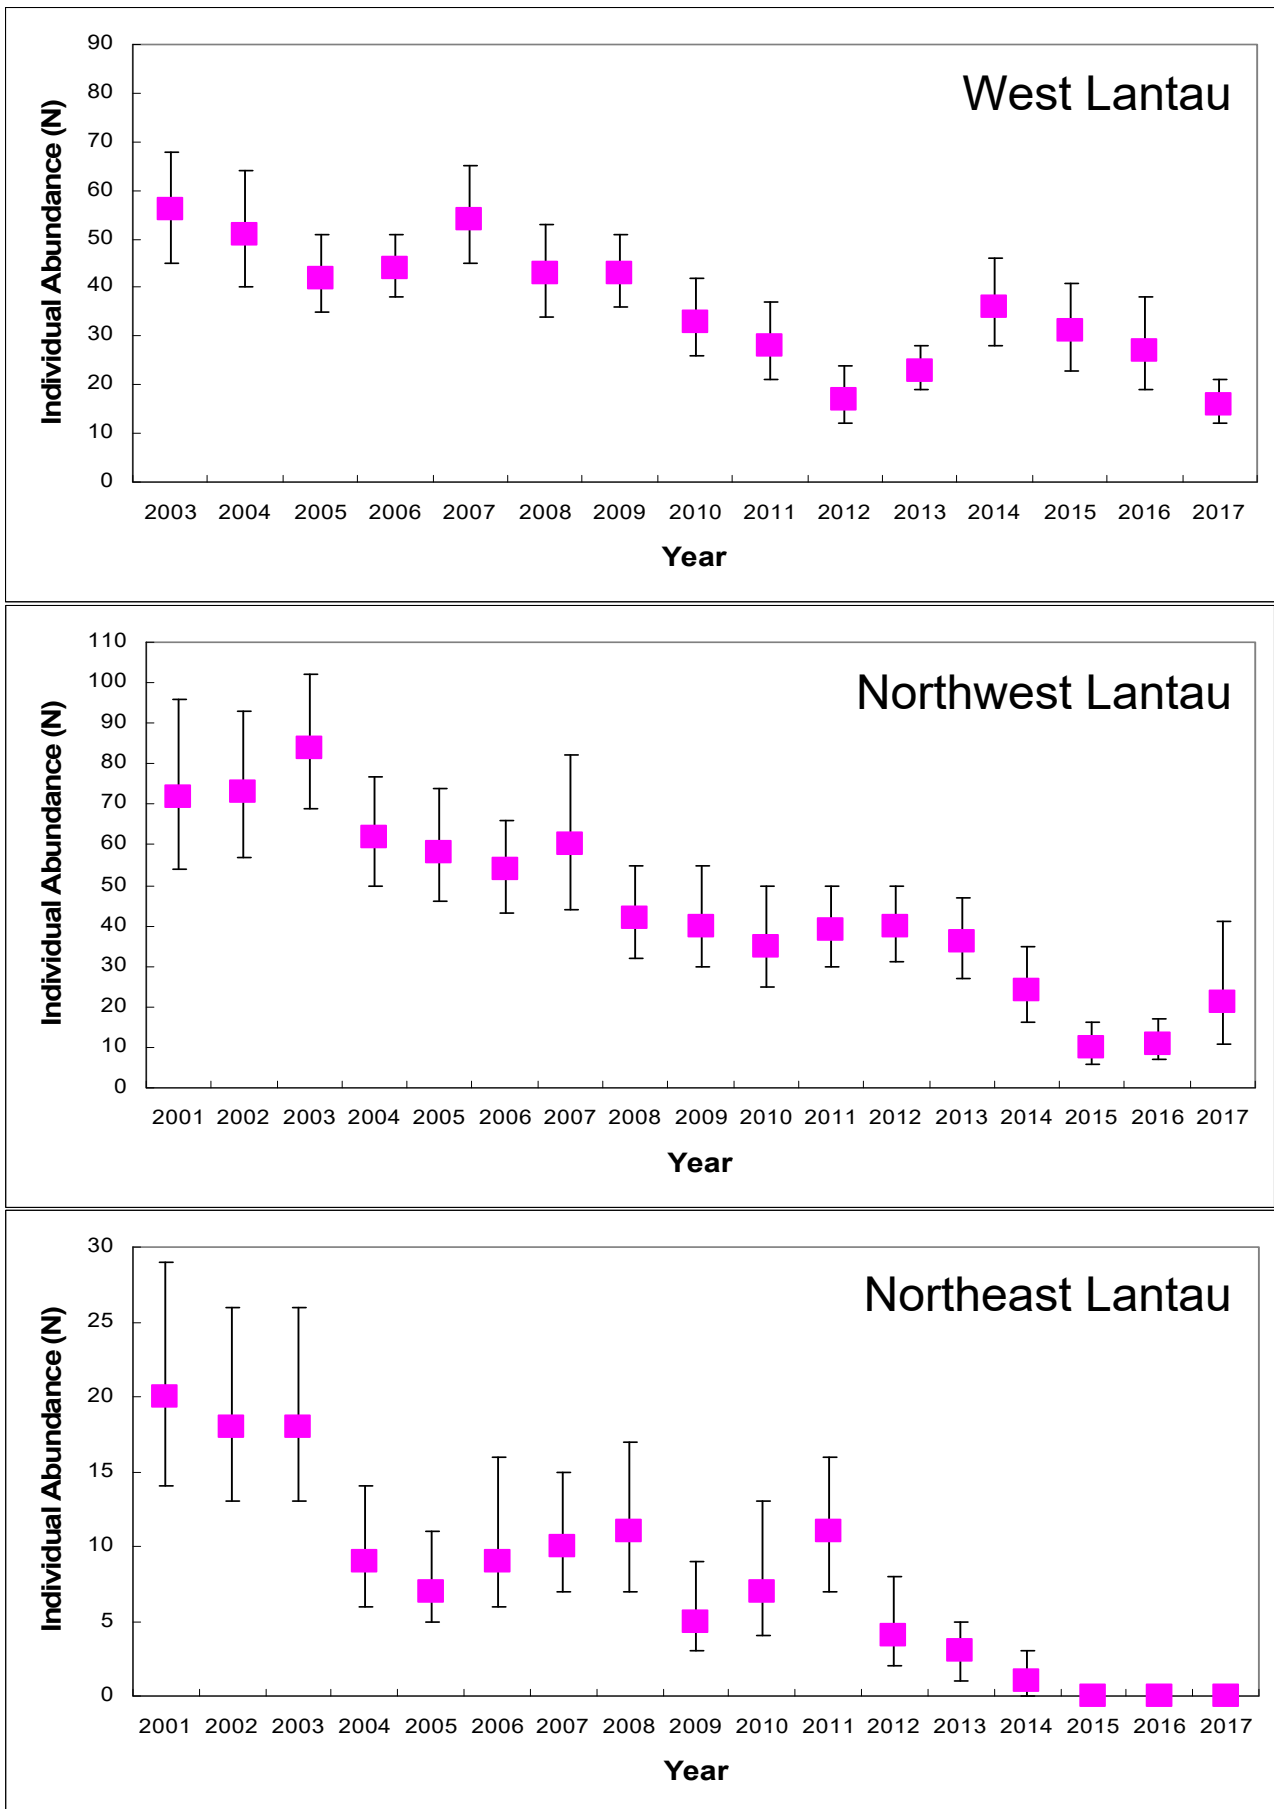 West Lantau
Individual Abundance (N)
90
80
70
60
50
40
30
20
10
0
2003 2004 2005 2006 2007 2008 2009 2010 2011 2012 2013 2014 2015 2016 2017
Year
Northwest Lantau
Individual Abundance (N)
110
100
90
80
70
60
50
40
30
20
10
0
2001 2002 2003 2004 2005 2006 2007 2008 2009 2010 2011 2012 2013 2014 2015 2016 2017
Year
Northeast Lantau
Individual Abundance (N)
30
25
20
15
10
5
0
2001 2002 2003 2004 2005 2006 2007 2008 2009 2010 2011 2012 2013 2014 2015 2016 2017
Year